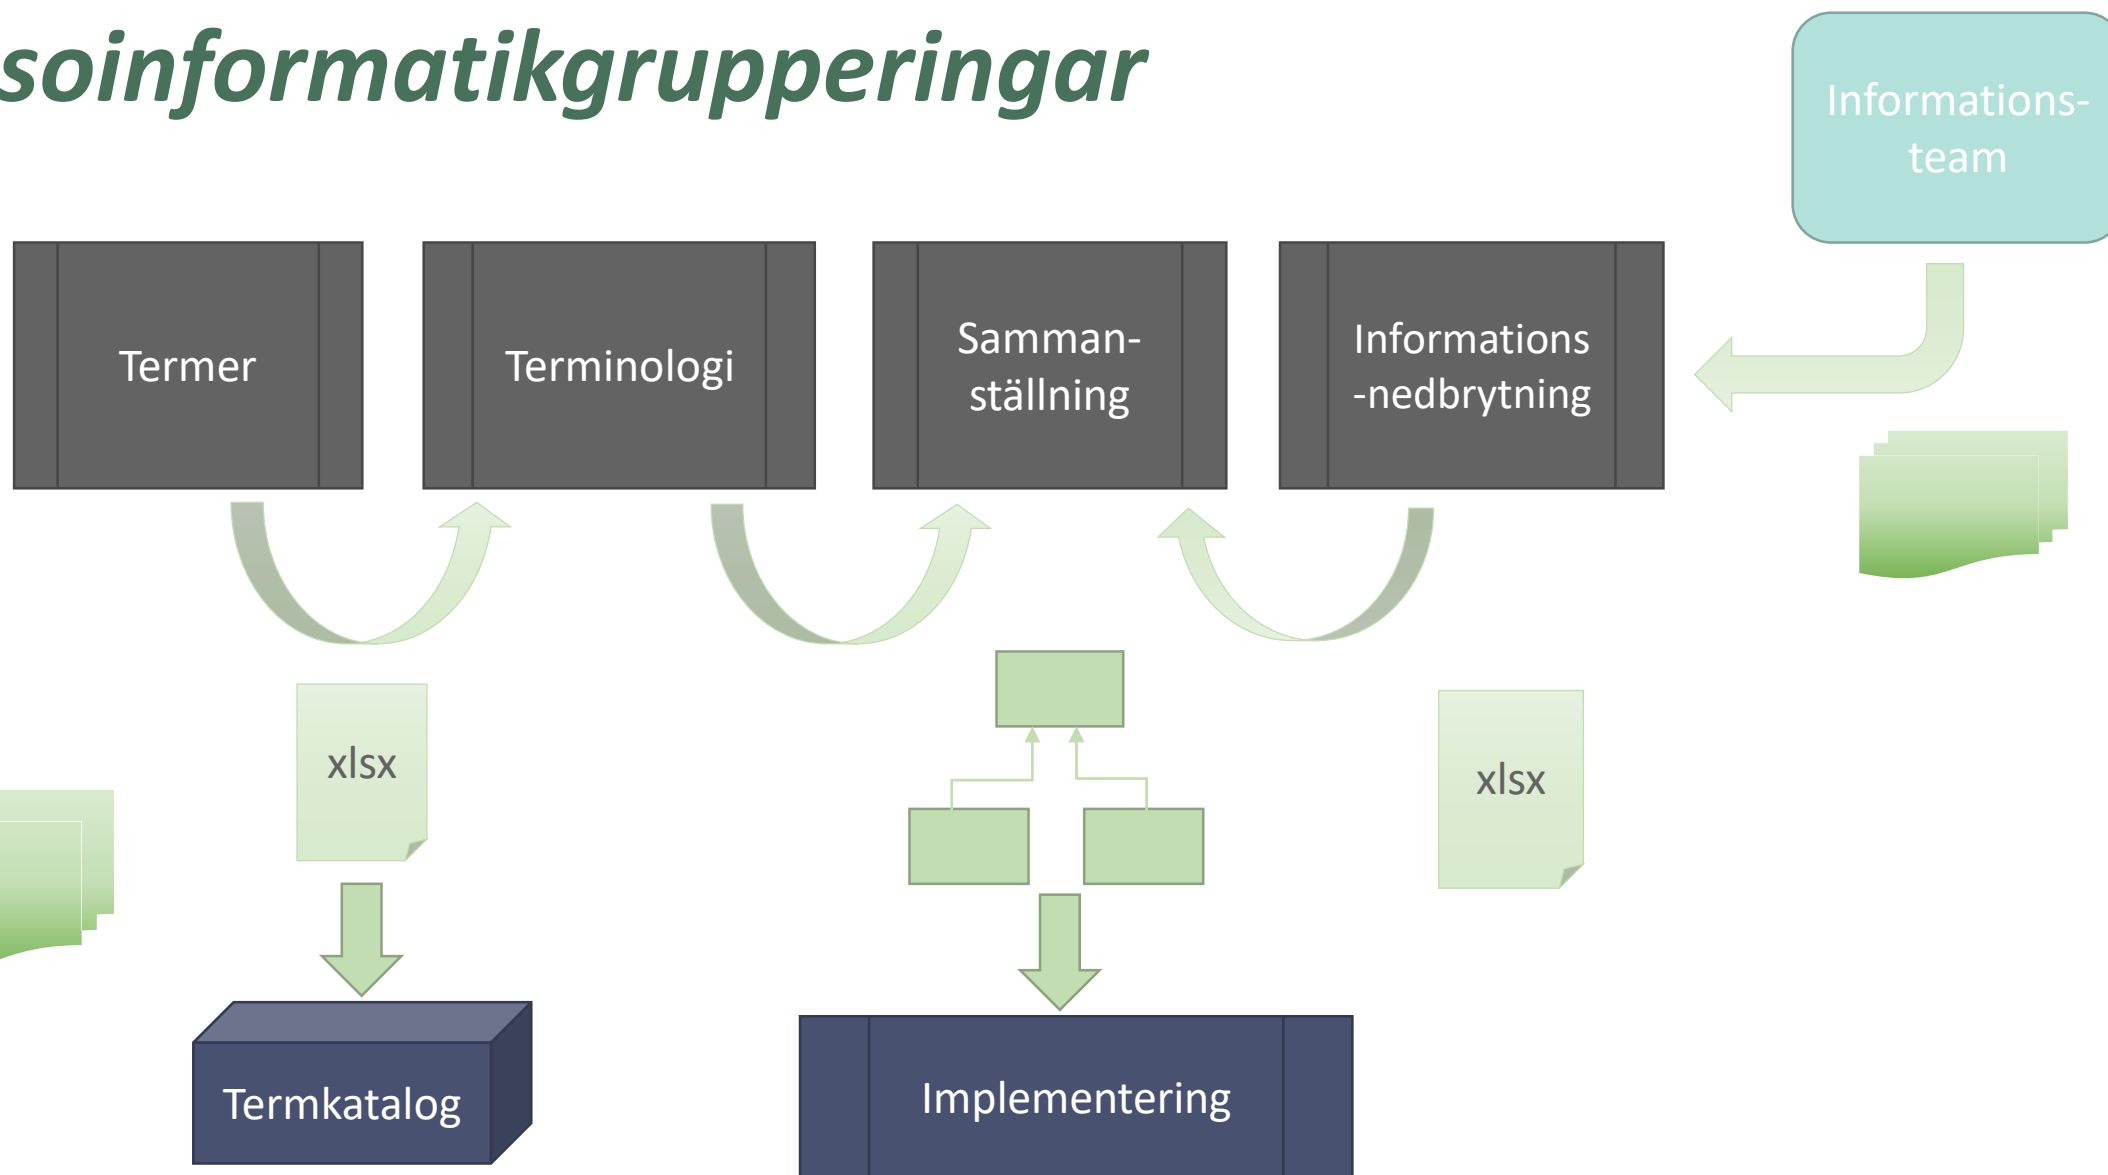 soinformatikgrupperingar
Informations-
team
Termer
Terminologi
Samman-
ställning
Informations
-nedbrytning
xlsx
xlsx
Termkatalog
Implementering